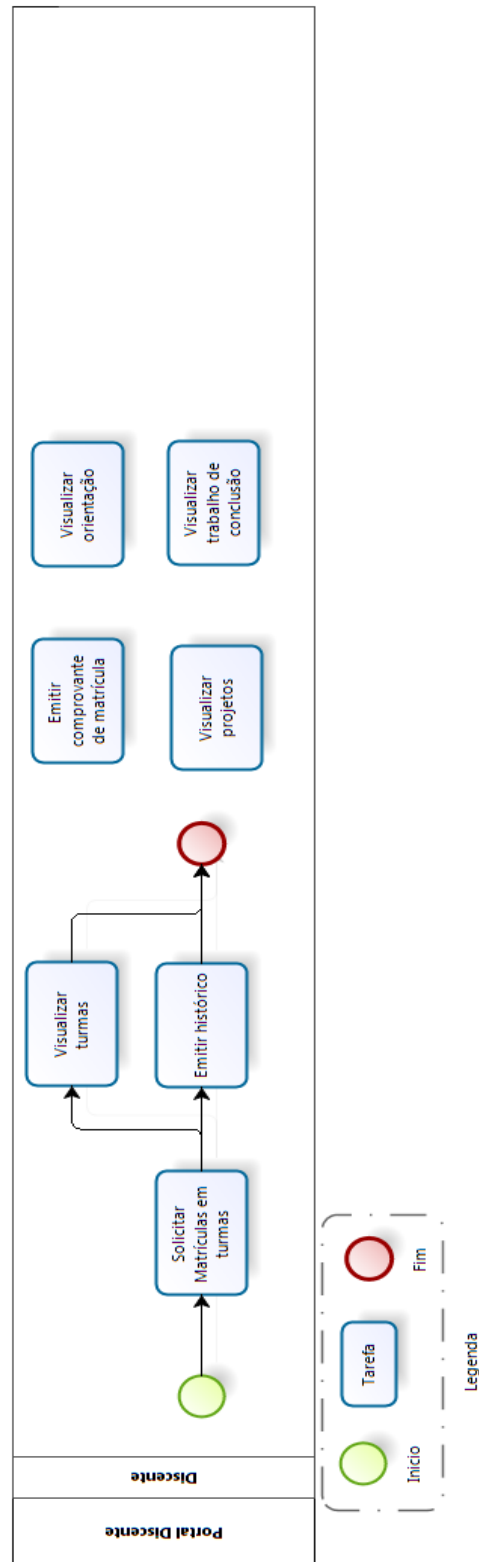 Portal Discente
Discente
Solicitar
Matrículas em
turmas
Visualizar
turmas
Emitir histórico
Emitir
comprovante
de matrícula
Visualizar
projetos
Visualizar
orientação
Visualizar
trabalho de
conclusão
Inicio
Tarefa
Fim
Legenda